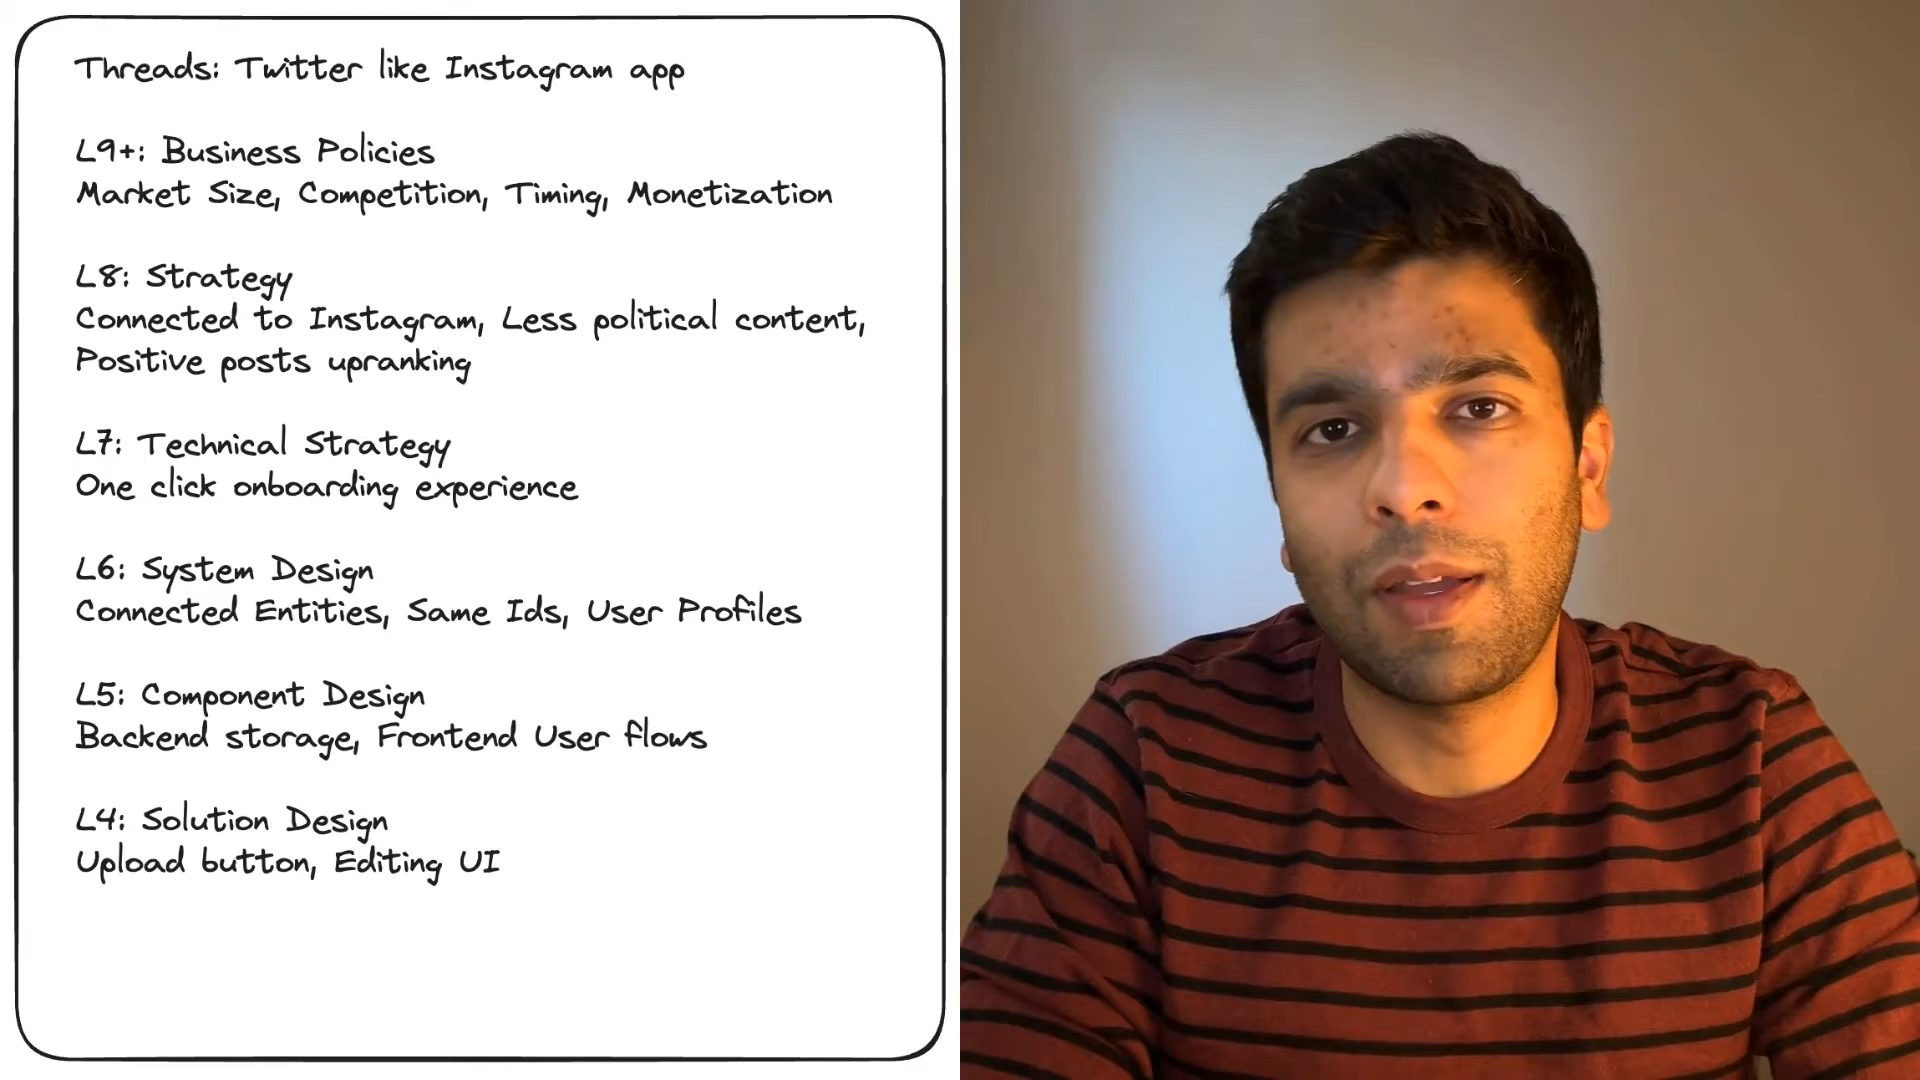 Threads: Twitter like Instagram app
L9+: Business Policies
Market Size, Competition, Timing, Monetization
L8: Strategy
Connected to Instagram, Less political content,
Positive posts upranking
L7: Technical Strategy
One click onboarding experience
L6: System Design
Connected Entities, Same Ids, User Profiles
L5: Component Design
Backend storage, Frontend User flows
L4: Solution Design
Upload button, Editing UI